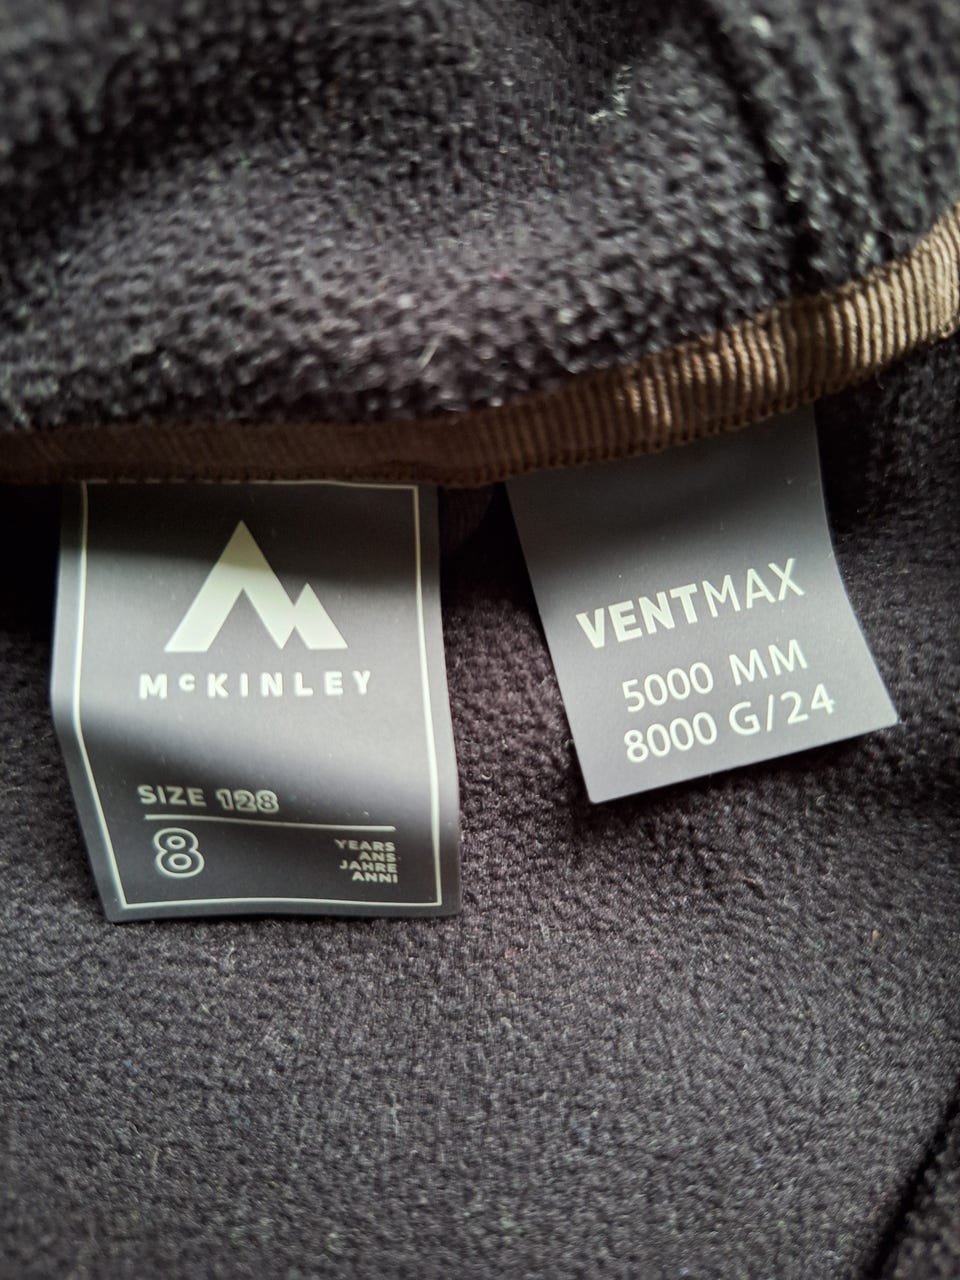 McKINLEY
SIZE 128
8
YEARS
ANS
JAHRE
ANNI
VENTMAX
5000 MM
8000 G/24